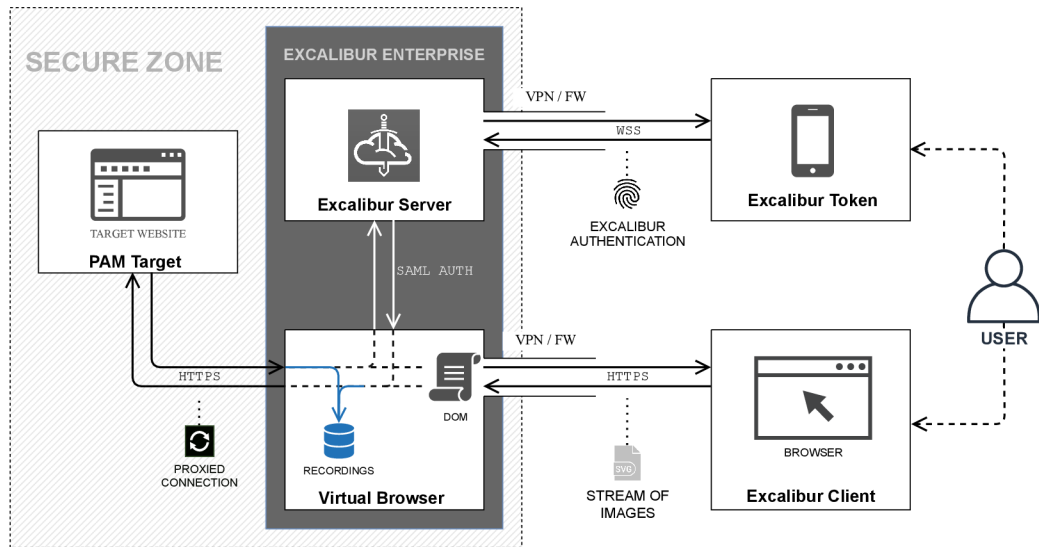 SECURE ZONE
EXCALIBUR ENTERPRISE
VPN / FW
WSS
Excalibur Server
Excalibur Token
EXCALIBUR
AUTHENTICATION
TARGET WEBSITE
PAM Target
SAML AUTH
USER
VPN / FW
HTTPS
HTTPS
DOM
BROWSER
RECORDINGS
PROXIED
CONNECTION
SVG
Virtual Browser
STREAM OF
IMAGES
Excalibur Client